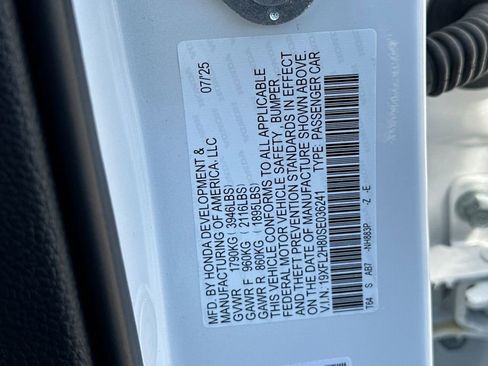 MFD. BY HONDA DEVELOPMENT & 07/25
MANUFACTURING OF AMERICA, LLC
GVWR 1790KG (3946LBS)
GAWR F 960KG (2116LBS)
GAWR R 860KG (1895LBS)
THIS VEHICLE CONFORMS TO ALL APPLICABLE
FEDERAL MOTOR VEHICLE SAFETY, BUMPER,
AND THEFT PREVENTION STANDARDS IN EFFECT
ON THE DATE OF MANUFACTURE SHOWN ABOVE.
V.I.N: 19XFL2H80SE036241 TYPE: PASSENGER CAR
T64 S AB7 -NH883P -Z -E